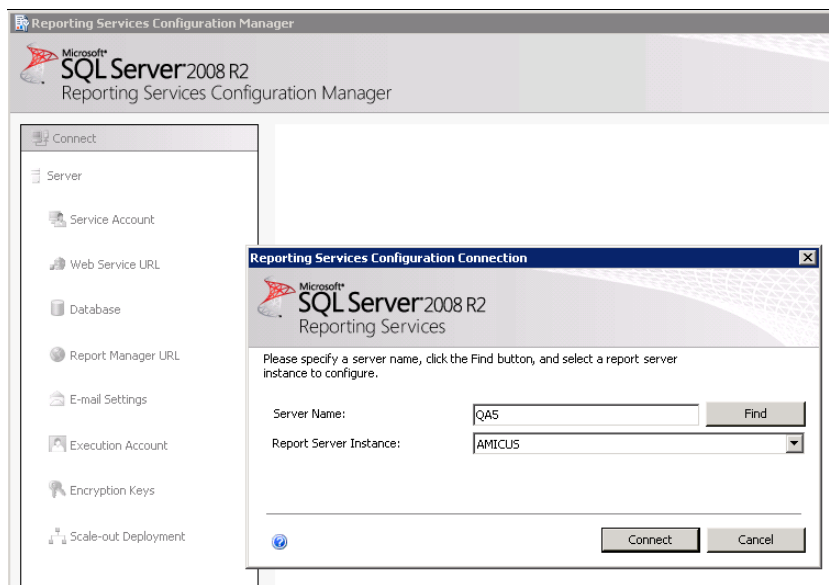 Reporting Services Configuration Manager
Microsoft®
SQL Server 2008 R2
Reporting Services Configuration Manager
Connect
Server
Service Account
Web Service URL
Database
Report Manager URL
E-mail Settings
Execution Account
Encryption Keys
Scale-out Deployment
Reporting Services Configuration Connection
Microsoft®
SQL Server 2008 R2
Reporting Services
Please specify a server name, click the Find button, and select a report server
instance to configure.
Server Name: QA5 Find
Report Server Instance: AMICUS
Connect Cancel